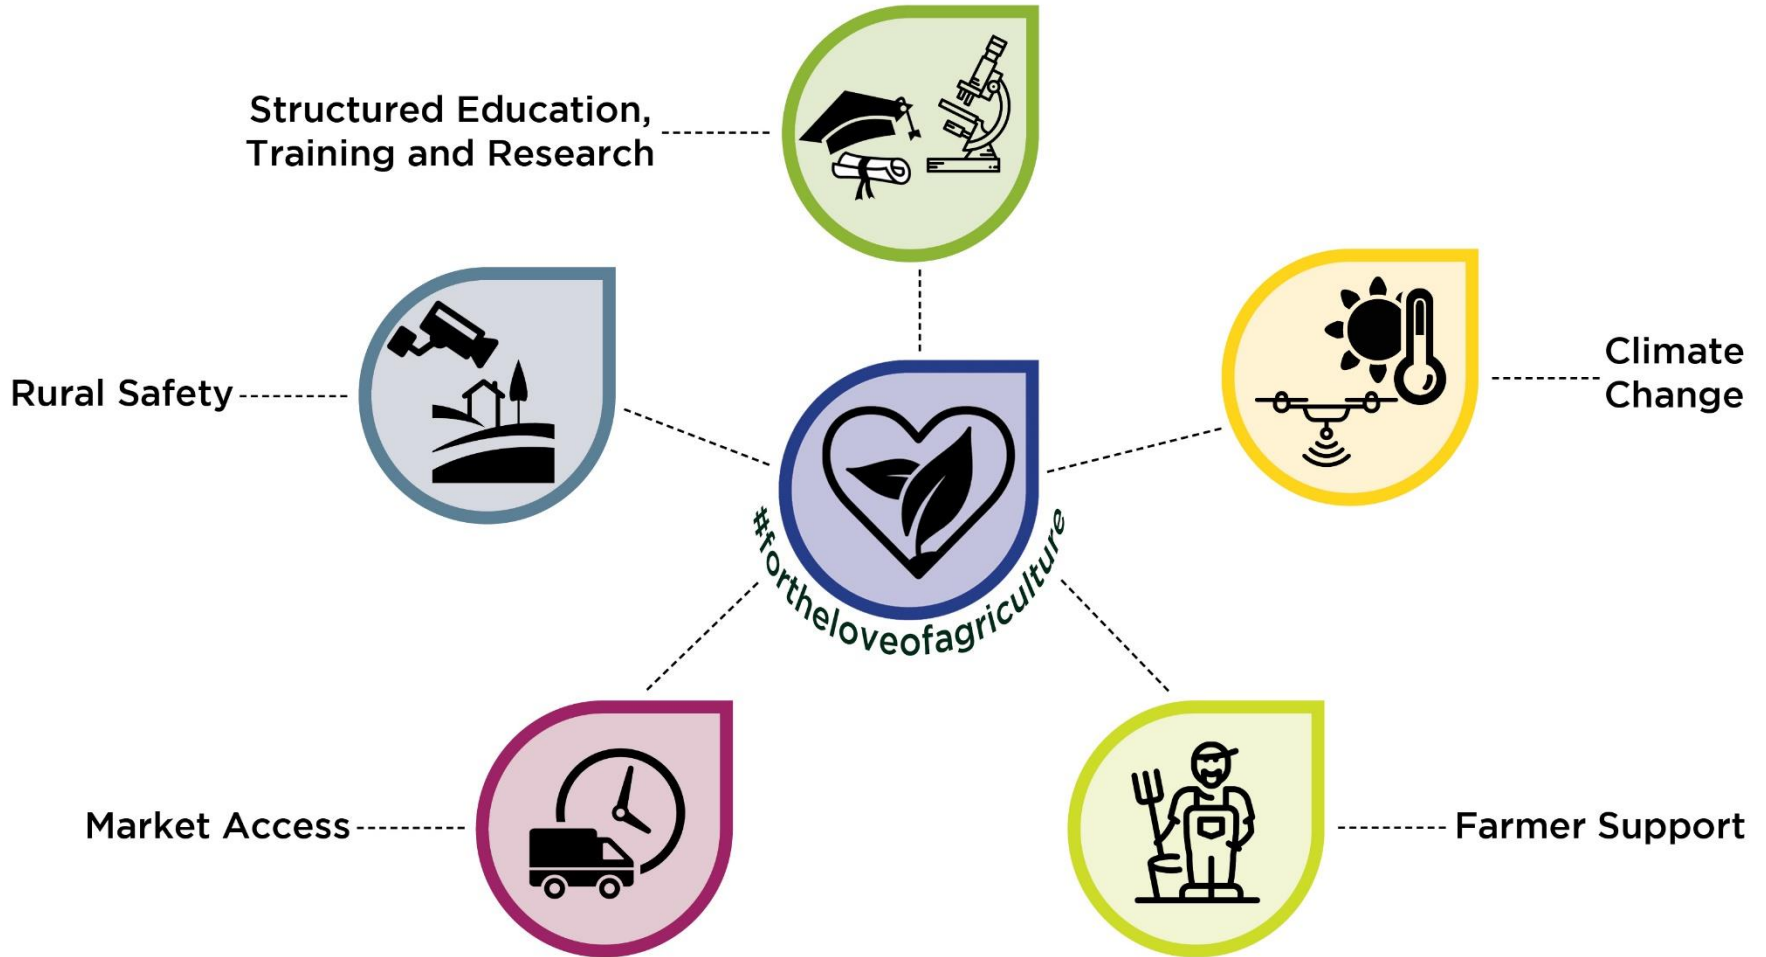 Structured Education,
Training and Research
Rural Safety
Climate
Change
#fortheloveofagriculture
Market Access
Farmer Support